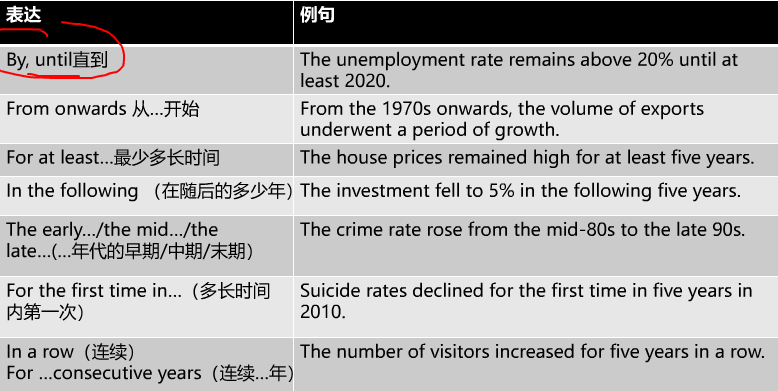 表达
例句
By, until直到
The unemployment rate remains above 20% until at
least 2020.
From onwards 从…开始
From the 1970s onwards, the volume of exports
underwent a period of growth.
For at least…最少多长时间
The house prices remained high for at least five years.
In the following （在随后的多少年）
The investment fell to 5% in the following five years.
The early…/the mid…/the
late…(…年代的早期/中期/末期）
The crime rate rose from the mid-80s to the late 90s.
For the first time in…（多长时间
内第一次）
Suicide rates declined for the first time in five years in
2010.
In a row（连续）
For …consecutive years（连续…年）
The number of visitors increased for five years in a row.